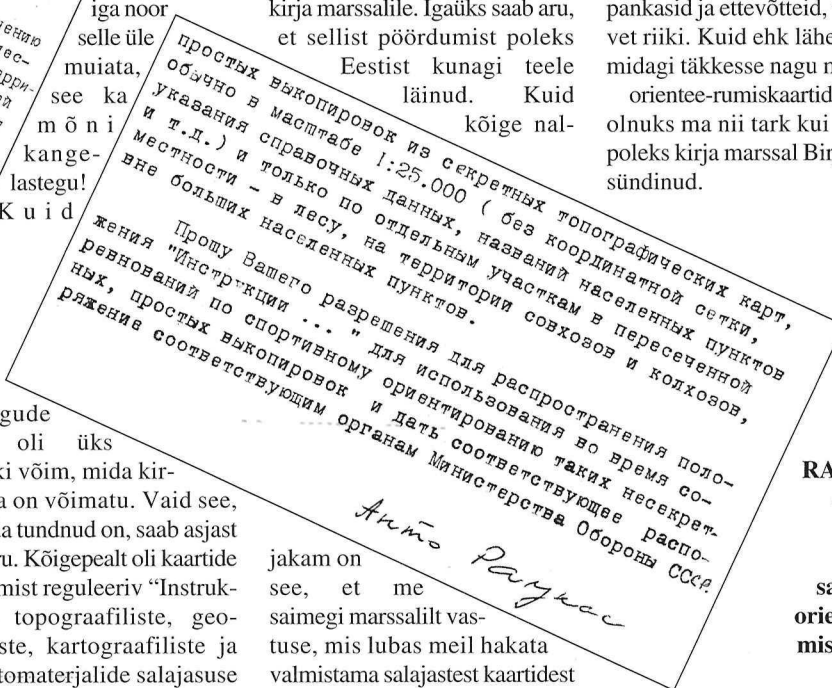 ению
iga noor
selle üle
muiata,
see ka
mõni
kange-
lastegu!
Kuid
kirja marssalile. Igaüks saab aru,
et sellist pöördumist poleks
Eestist kunagi teele
läinud. Kuid
kõige nal-
pankasid ja ettevõtteid,
vet riiki. Kuid ehk lähe
midagi täkkesse nagu
orientee-rumiskaartid
olnuks ma nii tark kui
poleks kirja marssal Bir
sündinud.
простых выкопировок из секретных топографических карт,
обычно в масштабе 1:25.000 ( без координатной сетки,
указания справочных данных, названий населенных пунктов
и т.д.) и только по отдельным участкам в пересеченной
местности - в лесу, на территории совхозов и колхозов,
вне больших населенных пунктов.
Прошу Вашего разрешения для распространения поло-
жения "Инструкции ... " для использования во время со-
ревнований по спортивному ориентированию таких несекрет-
ных, простых выкопировок и дать соответствующее распо-
ряжение соответствующим органам Министерства Обороны СССР.
Анто Раукас
gude
oli üks
ki võim, mida kir-
a on võimatu. Vaid see,
da tundnud on, saab asjast
ru. Kõigepealt oli kaartide
mist reguleeriv “Instruk-
topograafiliste, geo-
ste, kartograafiliste ja
tomaterjalide salajasuse
jakam on
see, et me
saimegi marssalilt vas-
tuse, mis lubas meil hakata
valmistama salajastest kaartidest
RA
sa
orie
mis